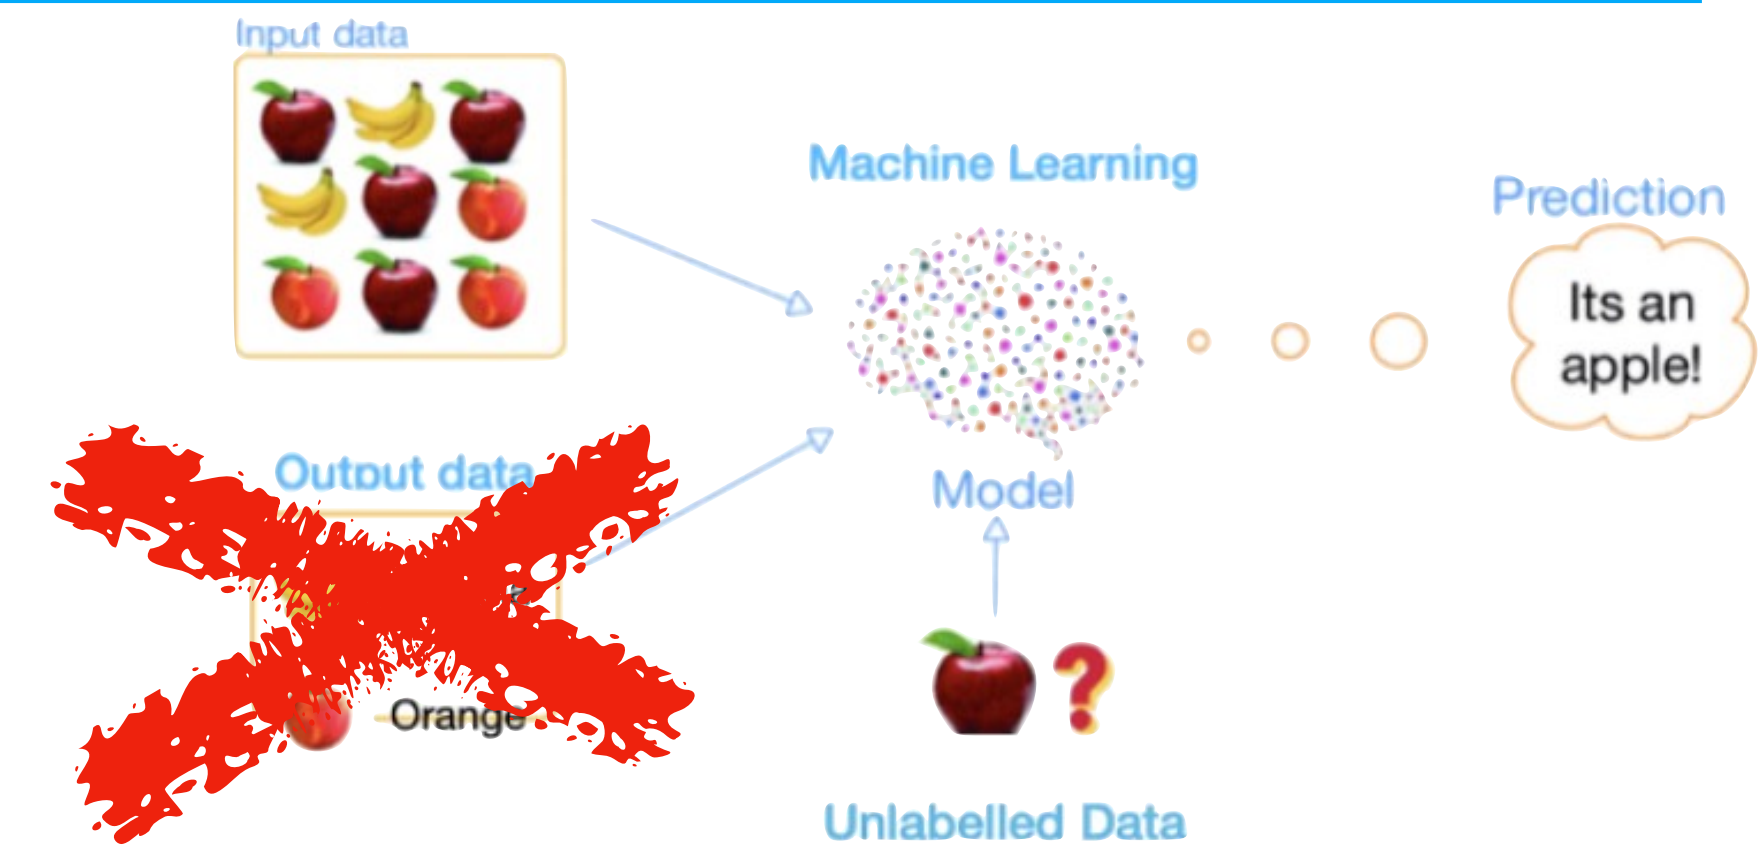 Input data
Machine Learning
Prediction
Its an
apple!
Output data
Model
Orange
?
Unlabelled Data